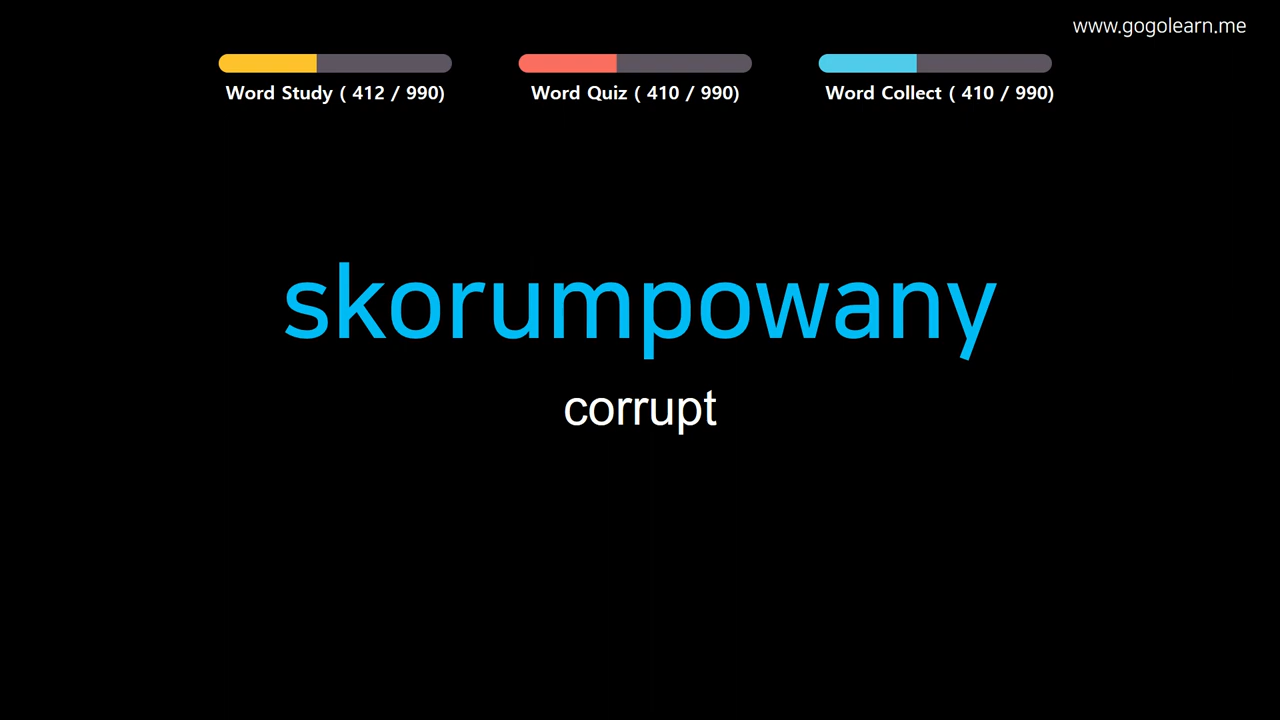 www.gogolearn.me
Word Study ( 412 / 990)
Word Quiz ( 410 / 990)
Word Collect ( 410 / 990)
skorumpowany
corrupt